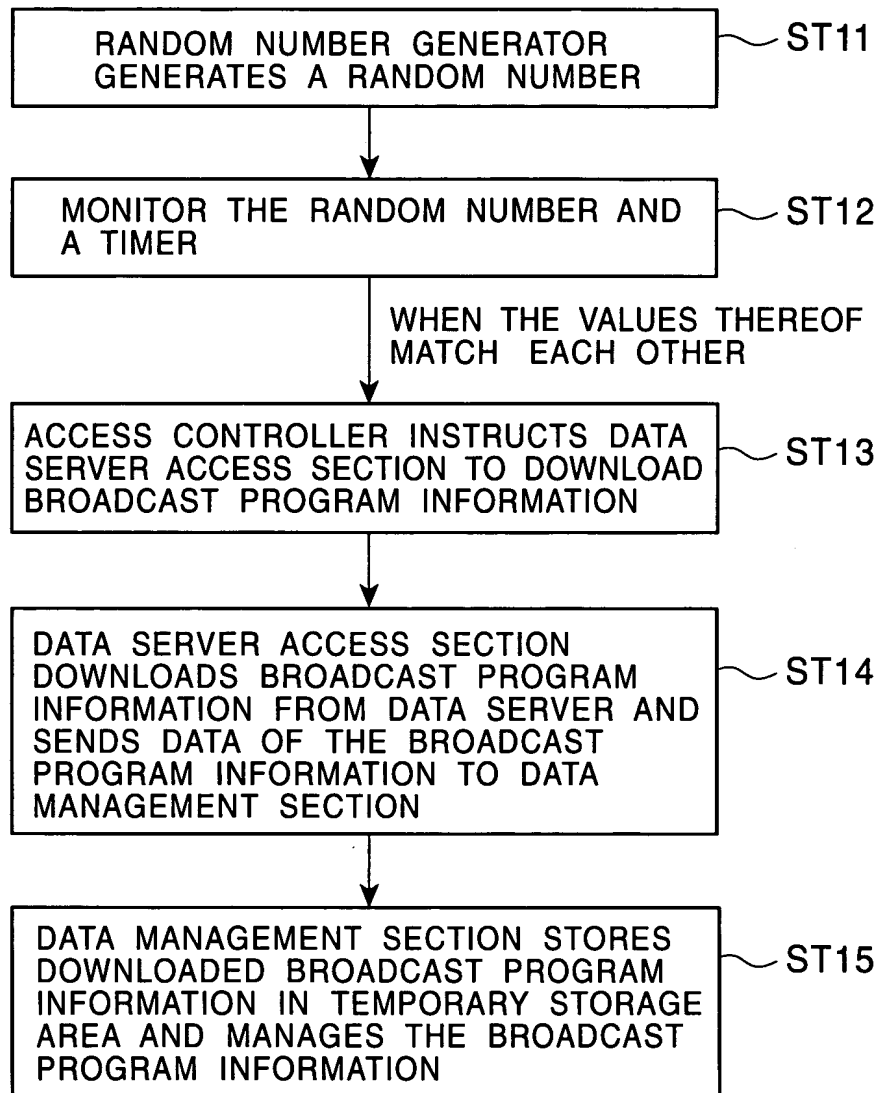 RANDOM NUMBER GENERATOR
GENERATES A RANDOM NUMBER
ST11
MONITOR THE RANDOM NUMBER AND
A TIMER
ST12
WHEN THE VALUES THEREOF
MATCH EACH OTHER
ACCESS CONTROLLER INSTRUCTS DATA
SERVER ACCESS SECTION TO DOWNLOAD
BROADCAST PROGRAM INFORMATION
ST13
DATA SERVER ACCESS SECTION
DOWNLOADS BROADCAST PROGRAM
INFORMATION FROM DATA SERVER AND
SENDS DATA OF THE BROADCAST
PROGRAM INFORMATION TO DATA
MANAGEMENT SECTION
ST14
DATA MANAGEMENT SECTION STORES
DOWNLOADED BROADCAST PROGRAM
INFORMATION IN TEMPORARY STORAGE
AREA AND MANAGES THE BROADCAST
PROGRAM INFORMATION
ST15